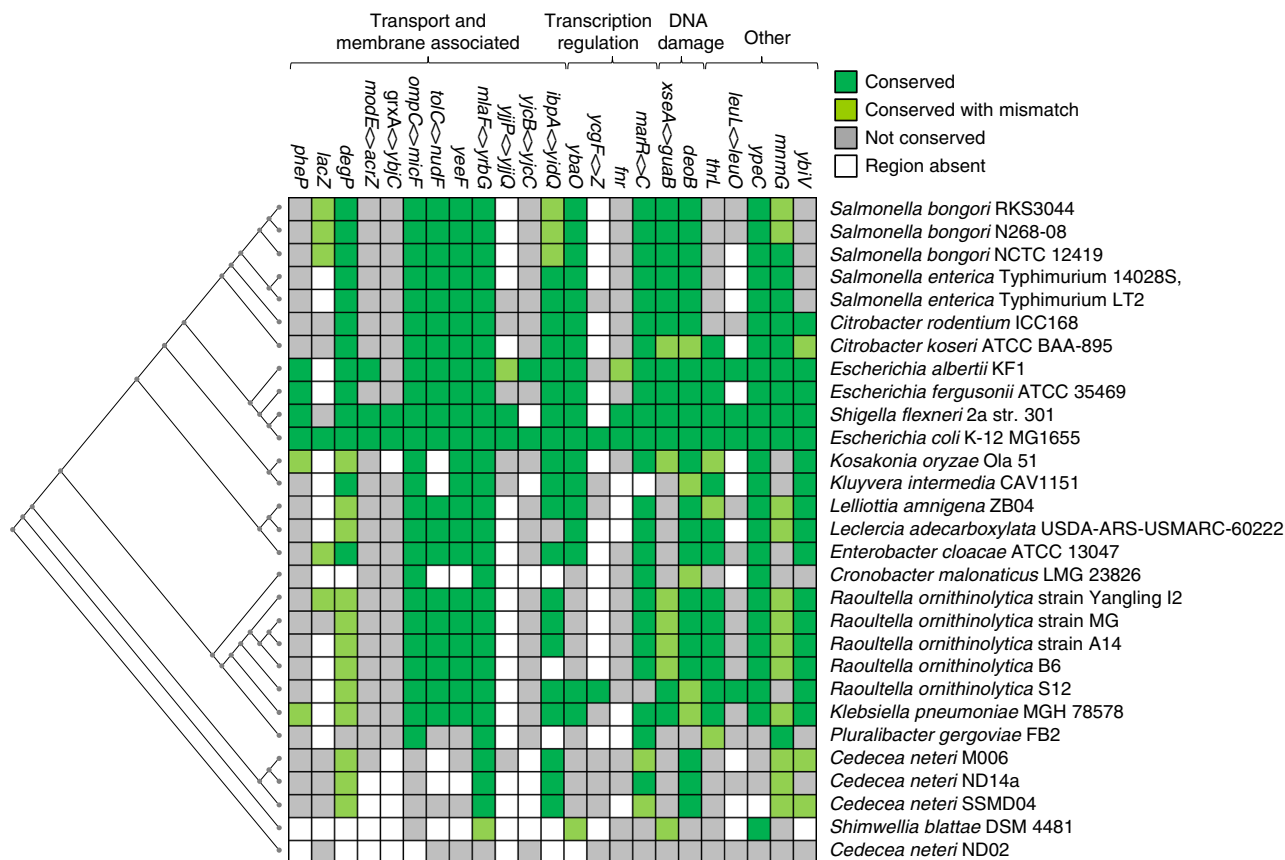 Transport and
membrane associated
Transcription
regulation
DNA
damage
Other
pheP
lacZ
degP
modE<>acrZ
grxA<>ybjC
ompC<>micF
tolC<>nudF
yeeF
mlaF<>yrbG
yjjP<>yjjQ
yjcB<>yjcC
ibpA<>yidQ
ybaO
ycgF<>Z
fnr
marR<>C
xseA<>guaB
deoB
thrL
leuL<>leuO
ypeC
mnmG
ybiV
Conserved
Conserved with mismatch
Not conserved
Region absent
Salmonella bongori RKS3044
Salmonella bongori N268-08
Salmonella bongori NCTC 12419
Salmonella enterica Typhimurium 14028S,
Salmonella enterica Typhimurium LT2
Citrobacter rodentium ICC168
Citrobacter koseri ATCC BAA-895
Escherichia albertii KF1
Escherichia fergusonii ATCC 35469
Shigella flexneri 2a str. 301
Escherichia coli K-12 MG1655
Kosakonia oryzae Ola 51
Kluyvera intermedia CAV1151
Lelliottia amnigena ZB04
Leclercia adecarboxylata USDA-ARS-USMARC-60222
Enterobacter cloacae ATCC 13047
Cronobacter malonaticus LMG 23826
Raoultella ornithinolytica strain Yangling I2
Raoultella ornithinolytica strain MG
Raoultella ornithinolytica strain A14
Raoultella ornithinolytica B6
Raoultella ornithinolytica S12
Klebsiella pneumoniae MGH 78578
Pluralibacter gergoviae FB2
Cedecea neteri M006
Cedecea neteri ND14a
Cedecea neteri SSMD04
Shimwellia blattae DSM 4481
Cedecea neteri ND02